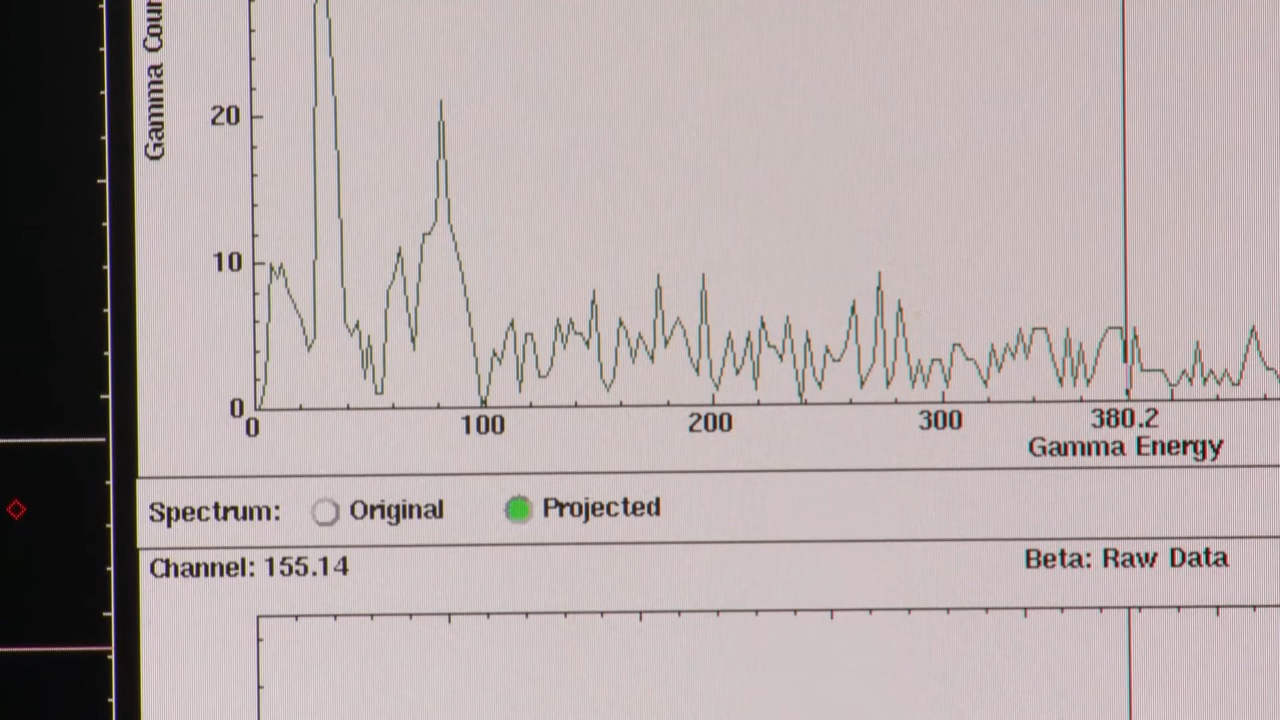 Gamma
20
10
0
0 100 200 300 380.2
Gamma Energy
Spectrum: Original Projected
Channel: 155.14
Beta: Raw Data